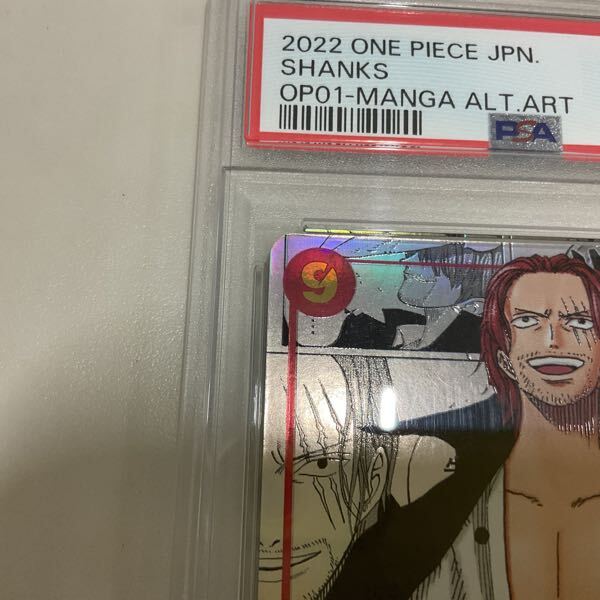 2022 ONE PIECE JPN.
SHANKS
OP01-MANGA ALT.ART
PSA
9